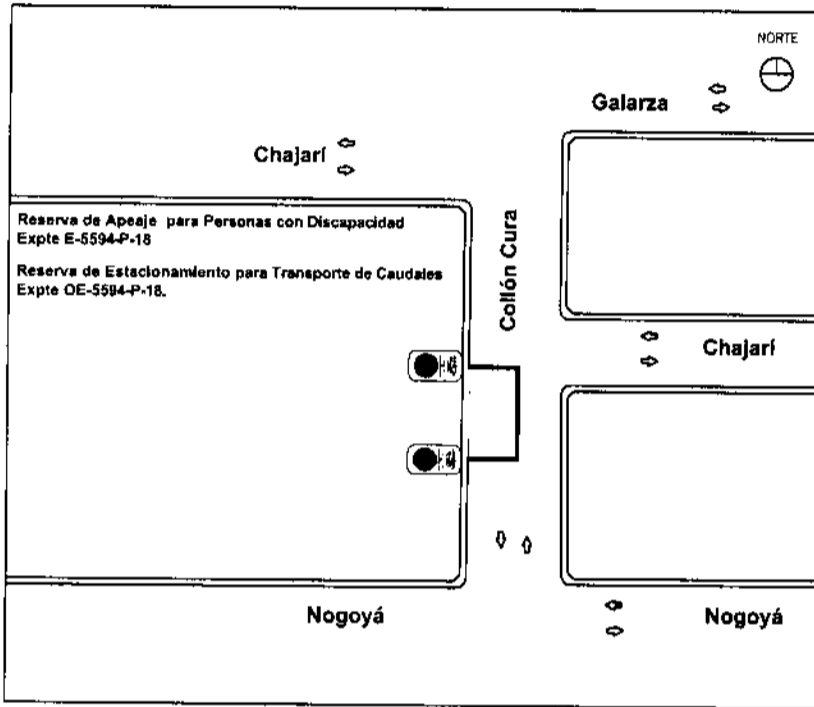 NORTE
Galarza
Chajarí
Reserva de Apeaje para Personas con Discapacidad
Expte E-5594-P-18
Reserva de Estacionamiento para Transporte de Caudales
Expte OE-5594-P-18.
Collón Cura
Chajarí
Nogoyá
Nogoyá